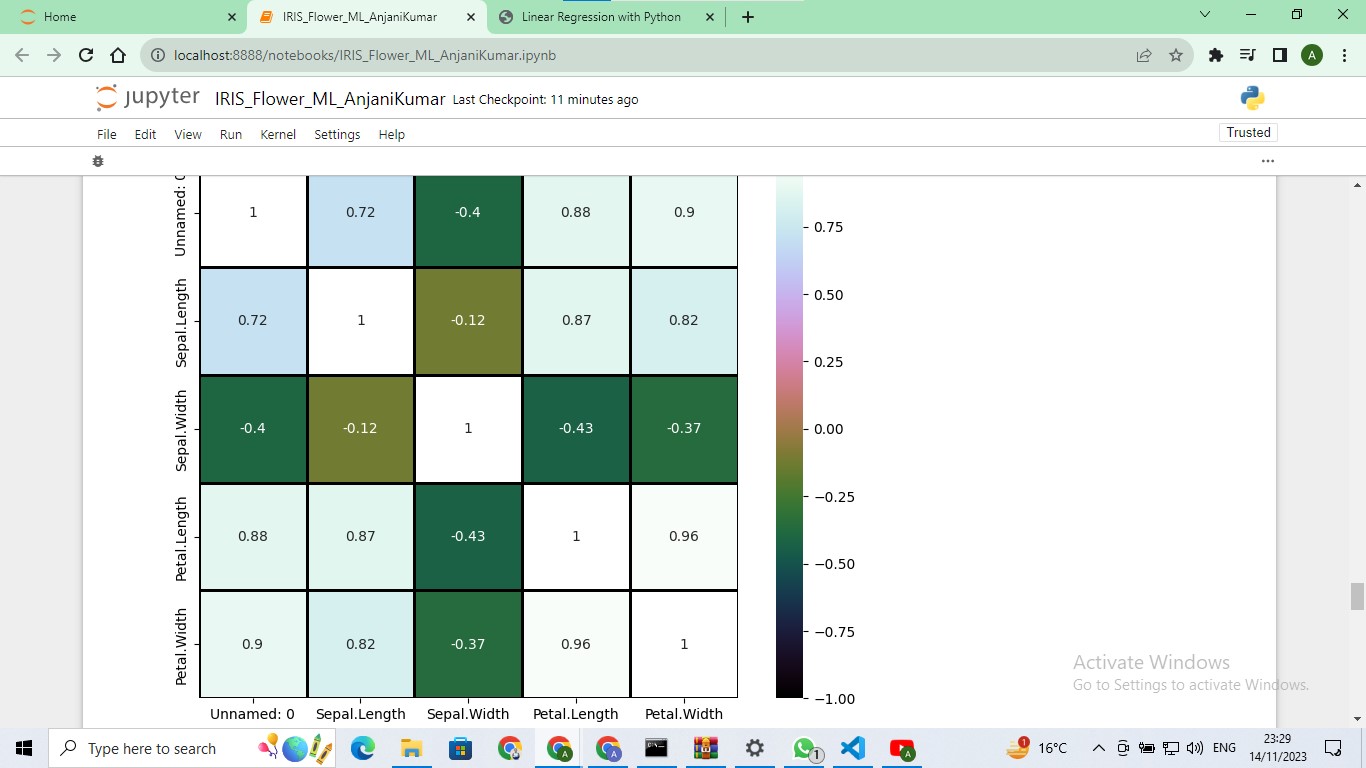 Home
IRIS_Flower_ML_AnjaniKumar
Linear Regression with Python
localhost:8888/notebooks/IRIS_Flower_ML_AnjaniKumar.ipynb
A
jupyter IRIS_Flower_ML_AnjaniKumar Last Checkpoint: 11 minutes ago
File Edit View Run Kernel Settings Help
Trusted
Unnamed: 0
1 0.72 -0.4 0.88 0.9
Sepal.Length
0.72 1 -0.12 0.87 0.82
Sepal.Width
-0.4 -0.12 1 -0.43 -0.37
Petal.Length
0.88 0.87 -0.43 1 0.96
Petal.Width
0.9 0.82 -0.37 0.96 1
Unnamed: 0 Sepal.Length Sepal.Width Petal.Length Petal.Width
0.75
0.50
0.25
0.00
−0.25
−0.50
−0.75
−1.00
Activate Windows
Go to Settings to activate Windows.
Type here to search
A
A
1
A
1
16°C
ENG
23:29
14/11/2023